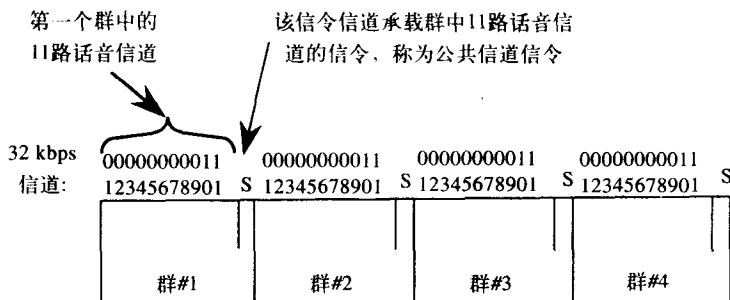 第一个群中的
11路话音信道
该信令信道承载群中11路话音信
道的信令，称为公共信道信令
32 kbps
信道:
00000000011
12345678901
S
00000000011
12345678901
S
00000000011
12345678901
S
00000000011
12345678901
S
群#1
群#2
群#3
群#4